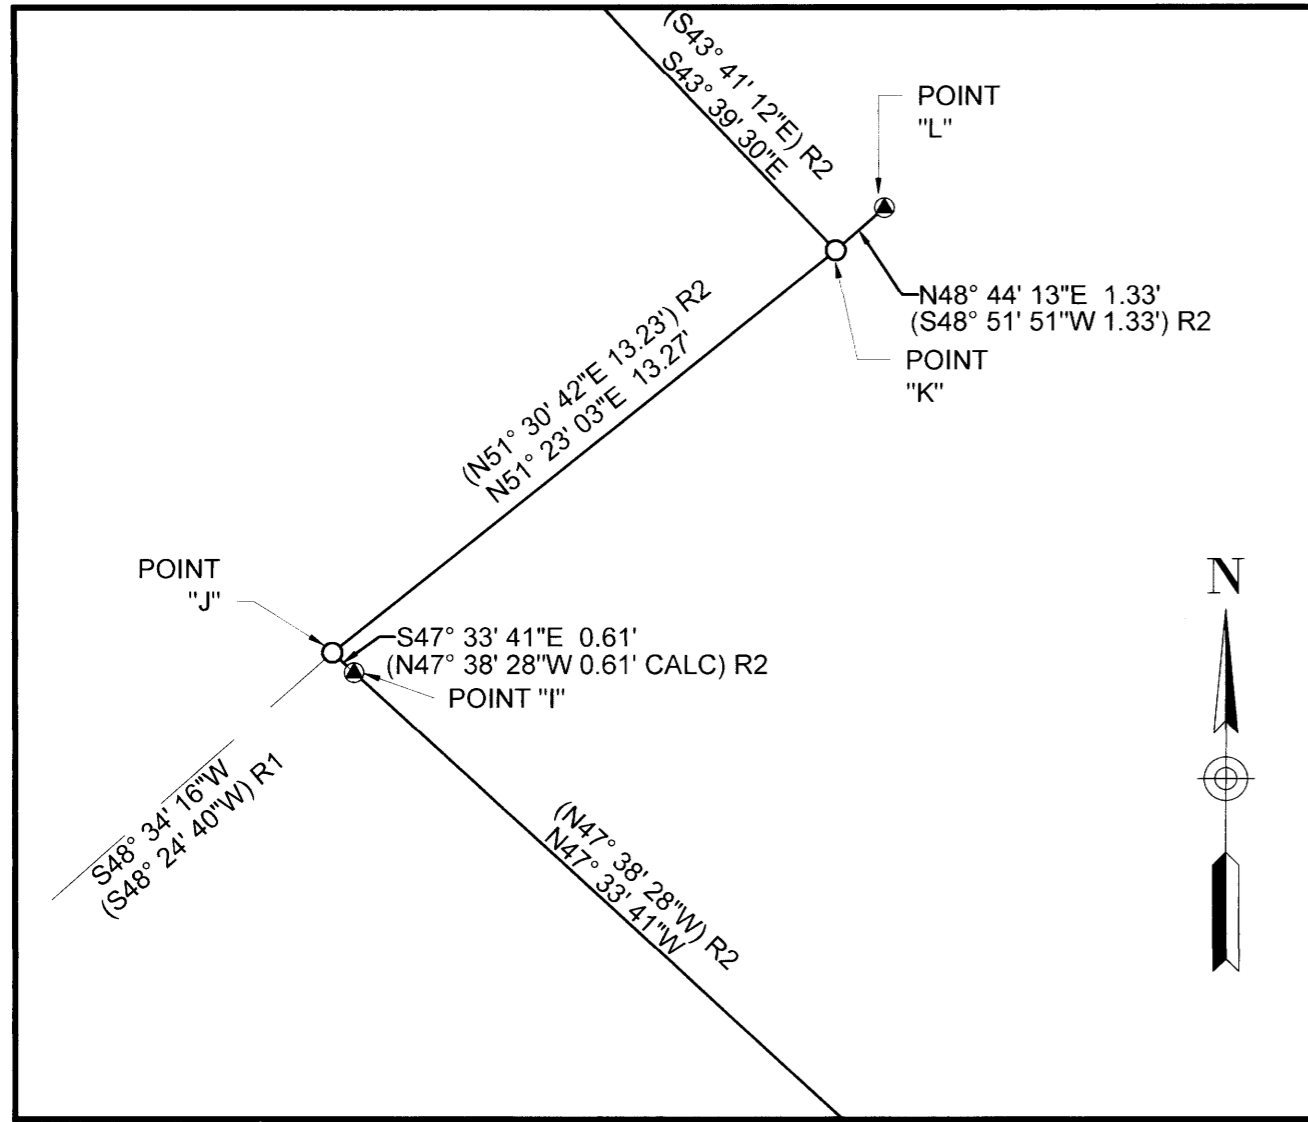 (S43° 41' 12"E) R2
S43° 39' 30"E
POINT
"L"
N48° 44' 13"E 1.33'
(S48° 51' 51"W 1.33') R2
POINT
"K"
(N51° 30' 42"E 13.23') R2
N51° 23' 03"E 13.27'
POINT
"J"
S47° 33' 41"E 0.61'
(N47° 38' 28"W 0.61' CALC) R2
POINT "I"
N
S48° 34' 16"W
(S48° 24' 40"W) R1
(N47° 38' 28"W) R2
N47° 33' 41"W